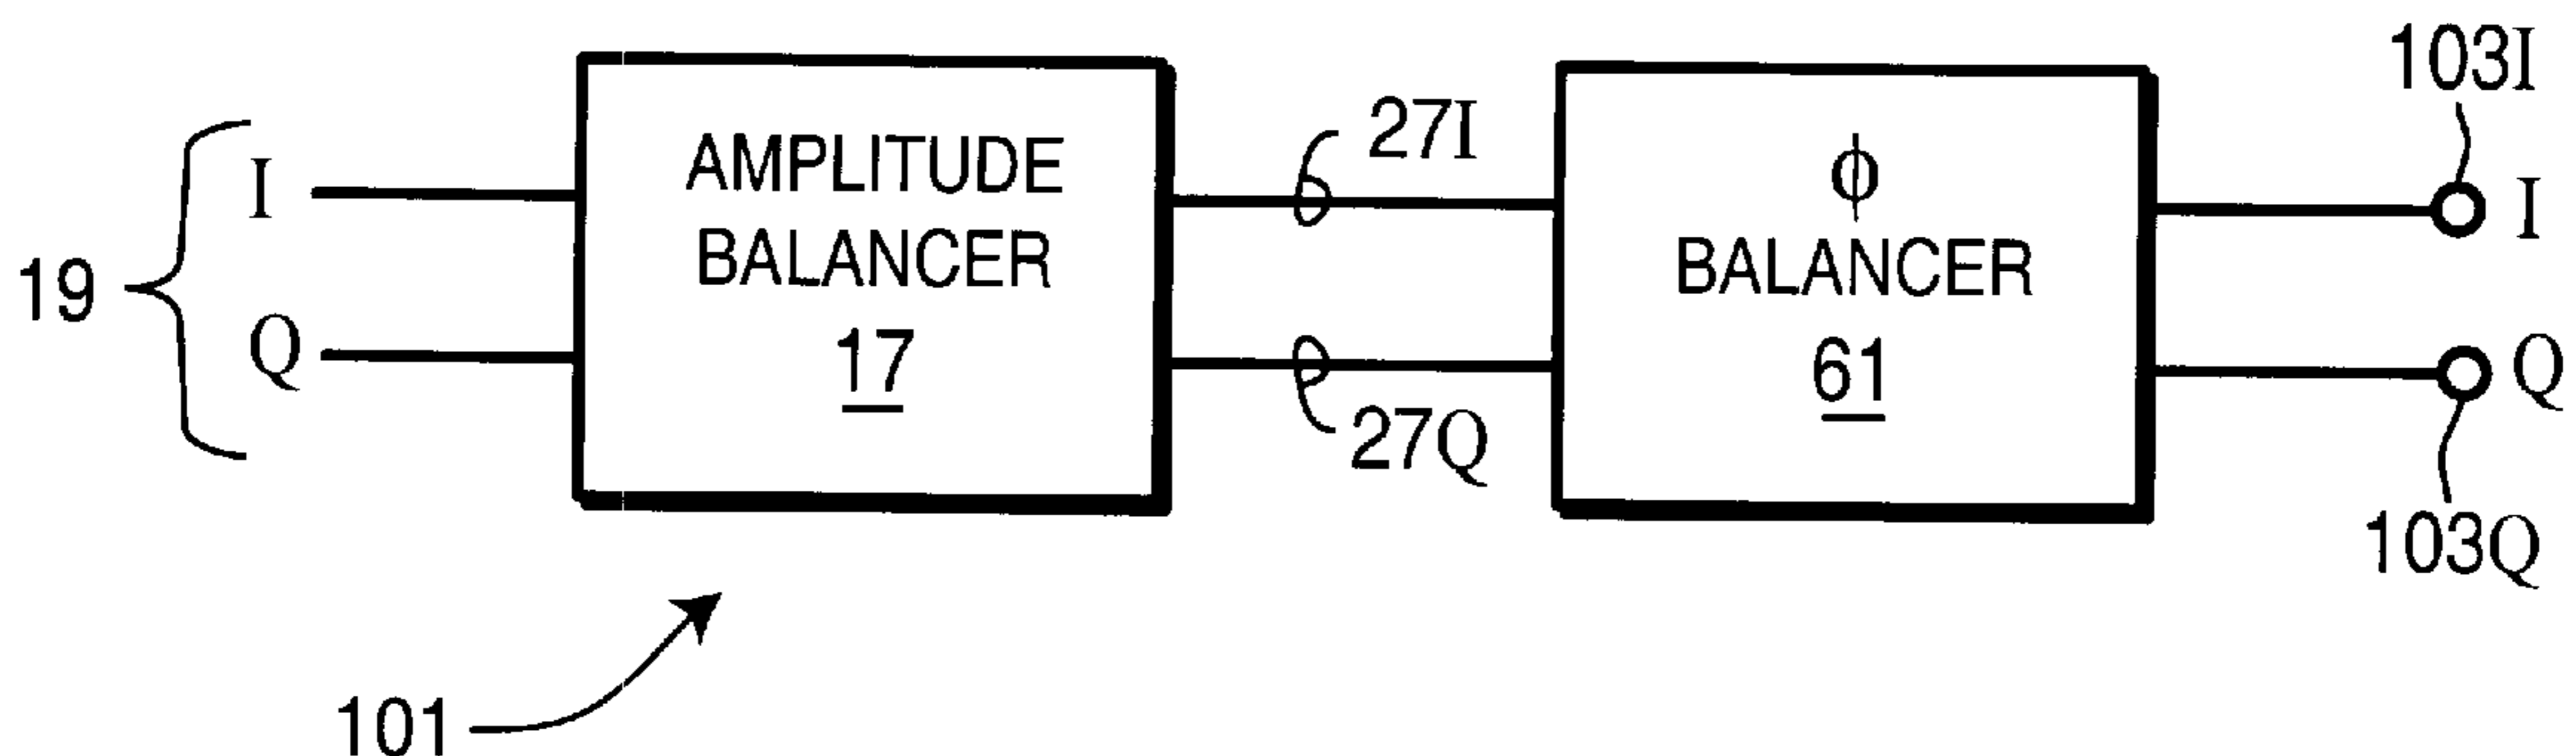 19
I
Q
AMPLITUDE
BALANCER
17
27I
27Q
ϕ
BALANCER
61
103I
I
Q
103Q
101